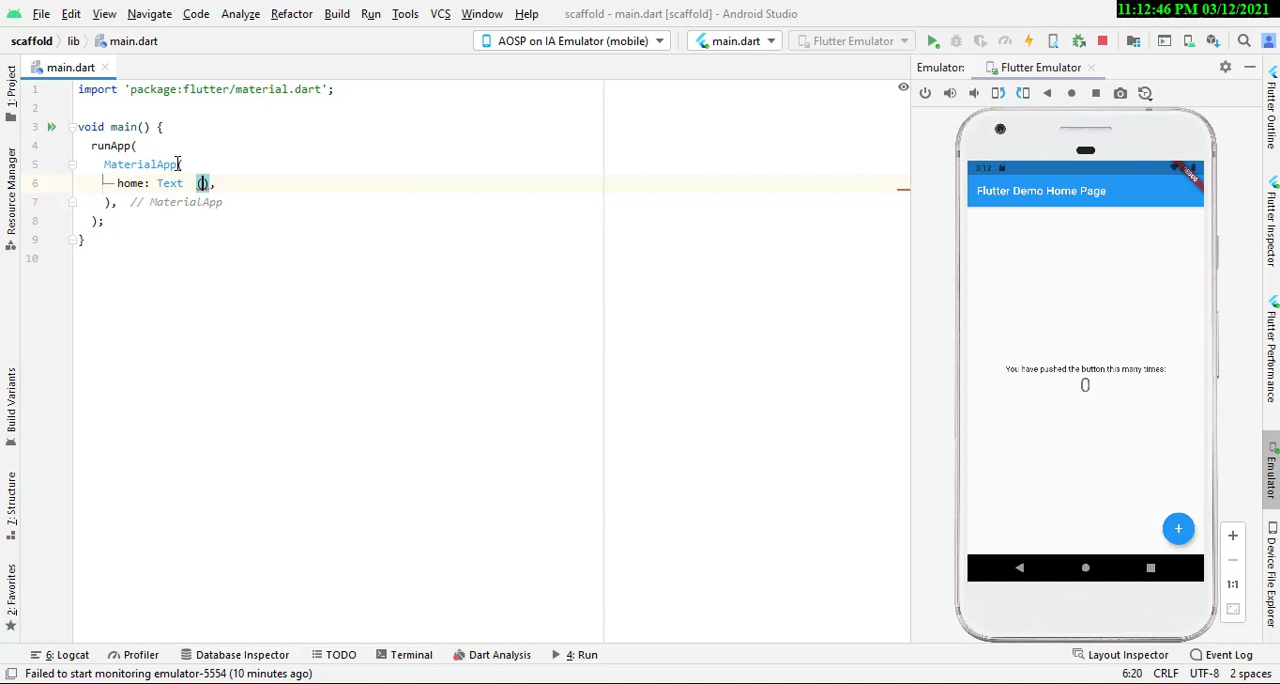 11:12:46 PM 03/12/2021
File Edit View Navigate Code Analyze Refactor Build Run Tools VCS Window Help scaffold - main.dart [scaffold] - Android Studio
scaffold lib main.dart AOSP on IA Emulator (mobile) main.dart Flutter Emulator
main.dart Emulator: Flutter Emulator
1 import 'package:flutter/material.dart';
2
3 void main() {
4 runApp(
5 MaterialApp(
6 home: Text (),
7 ), // MaterialApp
8 );
9 }
10
1: Project
Resource Manager
Build Variants
7: Structure
2: Favorites
3:12
DEBUG
Flutter Demo Home Page
You have pushed the button this many times:
0
+
+
1:1
Flutter Outline
Flutter Inspector
Flutter Performance
Emulator
Device File Explorer
6: Logcat Profiler Database Inspector TODO Terminal Dart Analysis 4: Run Layout Inspector Event Log
Failed to start monitoring emulator-5554 (10 minutes ago) 6:20 CRLF UTF-8 2 spaces